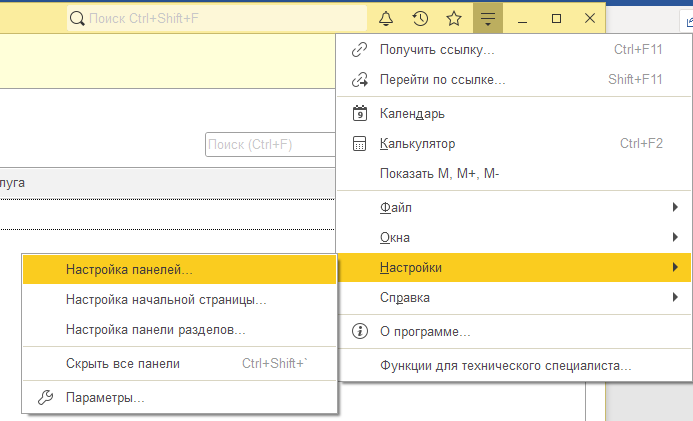 Поиск Ctrl+Shift+F
Получить ссылку... Ctrl+F11
Перейти по ссылке... Shift+F11
9 Календарь
Поиск (Ctrl+F)
Калькулятор Ctrl+F2
Показать M, M+, M-
луга
Файл
Окна
Настройки
Справка
О программе...
Функции для технического специалиста...
Настройка панелей...
Настройка начальной страницы...
Настройка панели разделов...
Скрыть все панели Ctrl+Shift+`
Параметры...